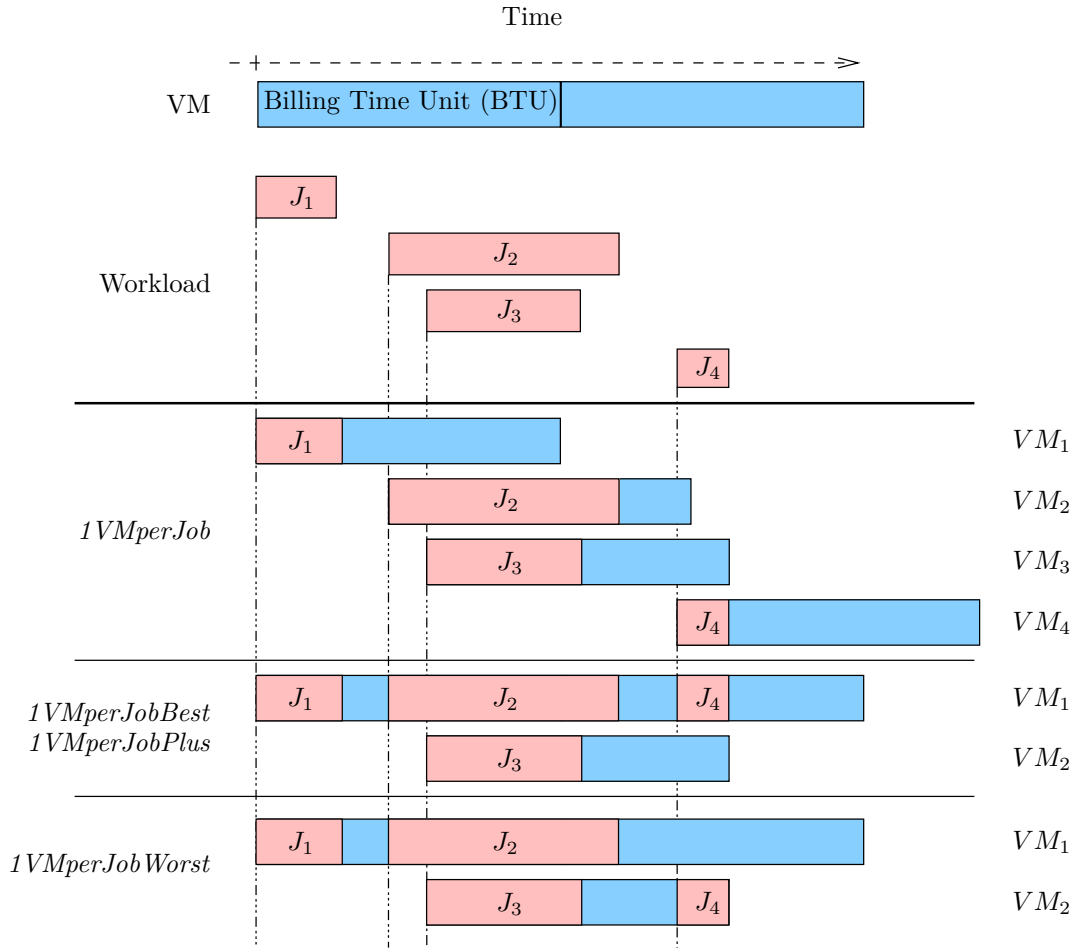 Time
VM
Billing Time Unit (BTU)
J1
J2
Workload
J3
J4
J1
VM1
J2
VM2
1VMperJob
J3
VM3
J4
VM4
1VMperJobBest
1VMperJobPlus
J1 J2 J4
VM1
J3
VM2
1VMperJobWorst
J1 J2
VM1
J3 J4
VM2